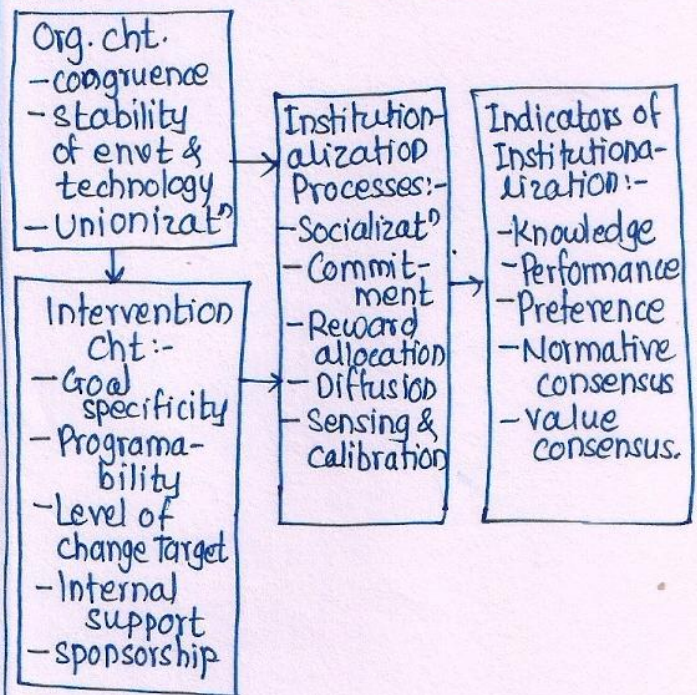 Org. cht.
- congruence
- stability
of envt &
technology
- Unionizatⁿ
Intervention
cht:-
- Goal
specificity
- Programa-
bility
- Level of
change Target
- Internal
support
- sponsorship
Institution-
alization
Processes:-
- Socializatⁿ
- Commit-
ment
- Reward
allocation
- Diffusion
- Sensing &
calibration
Indicators of
Instituiona-
lization:-
- Knowledge
- Performance
- Preference
- Normative
consensus
- value
consensus.